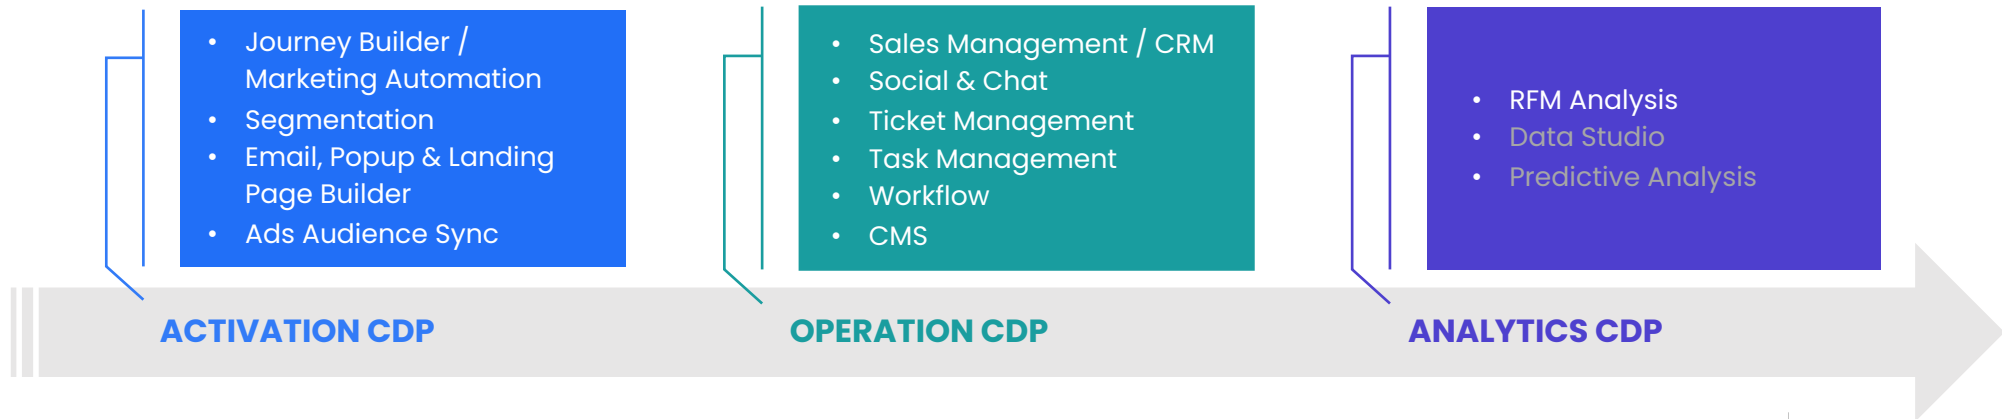 • Journey Builder /
Marketing Automation
• Segmentation
• Email, Popup & Landing
Page Builder
• Ads Audience Sync
ACTIVATION CDP
• Sales Management / CRM
• Social & Chat
• Ticket Management
• Task Management
• Workflow
• CMS
OPERATION CDP
• RFM Analysis
• Data Studio
• Predictive Analysis
ANALYTICS CDP